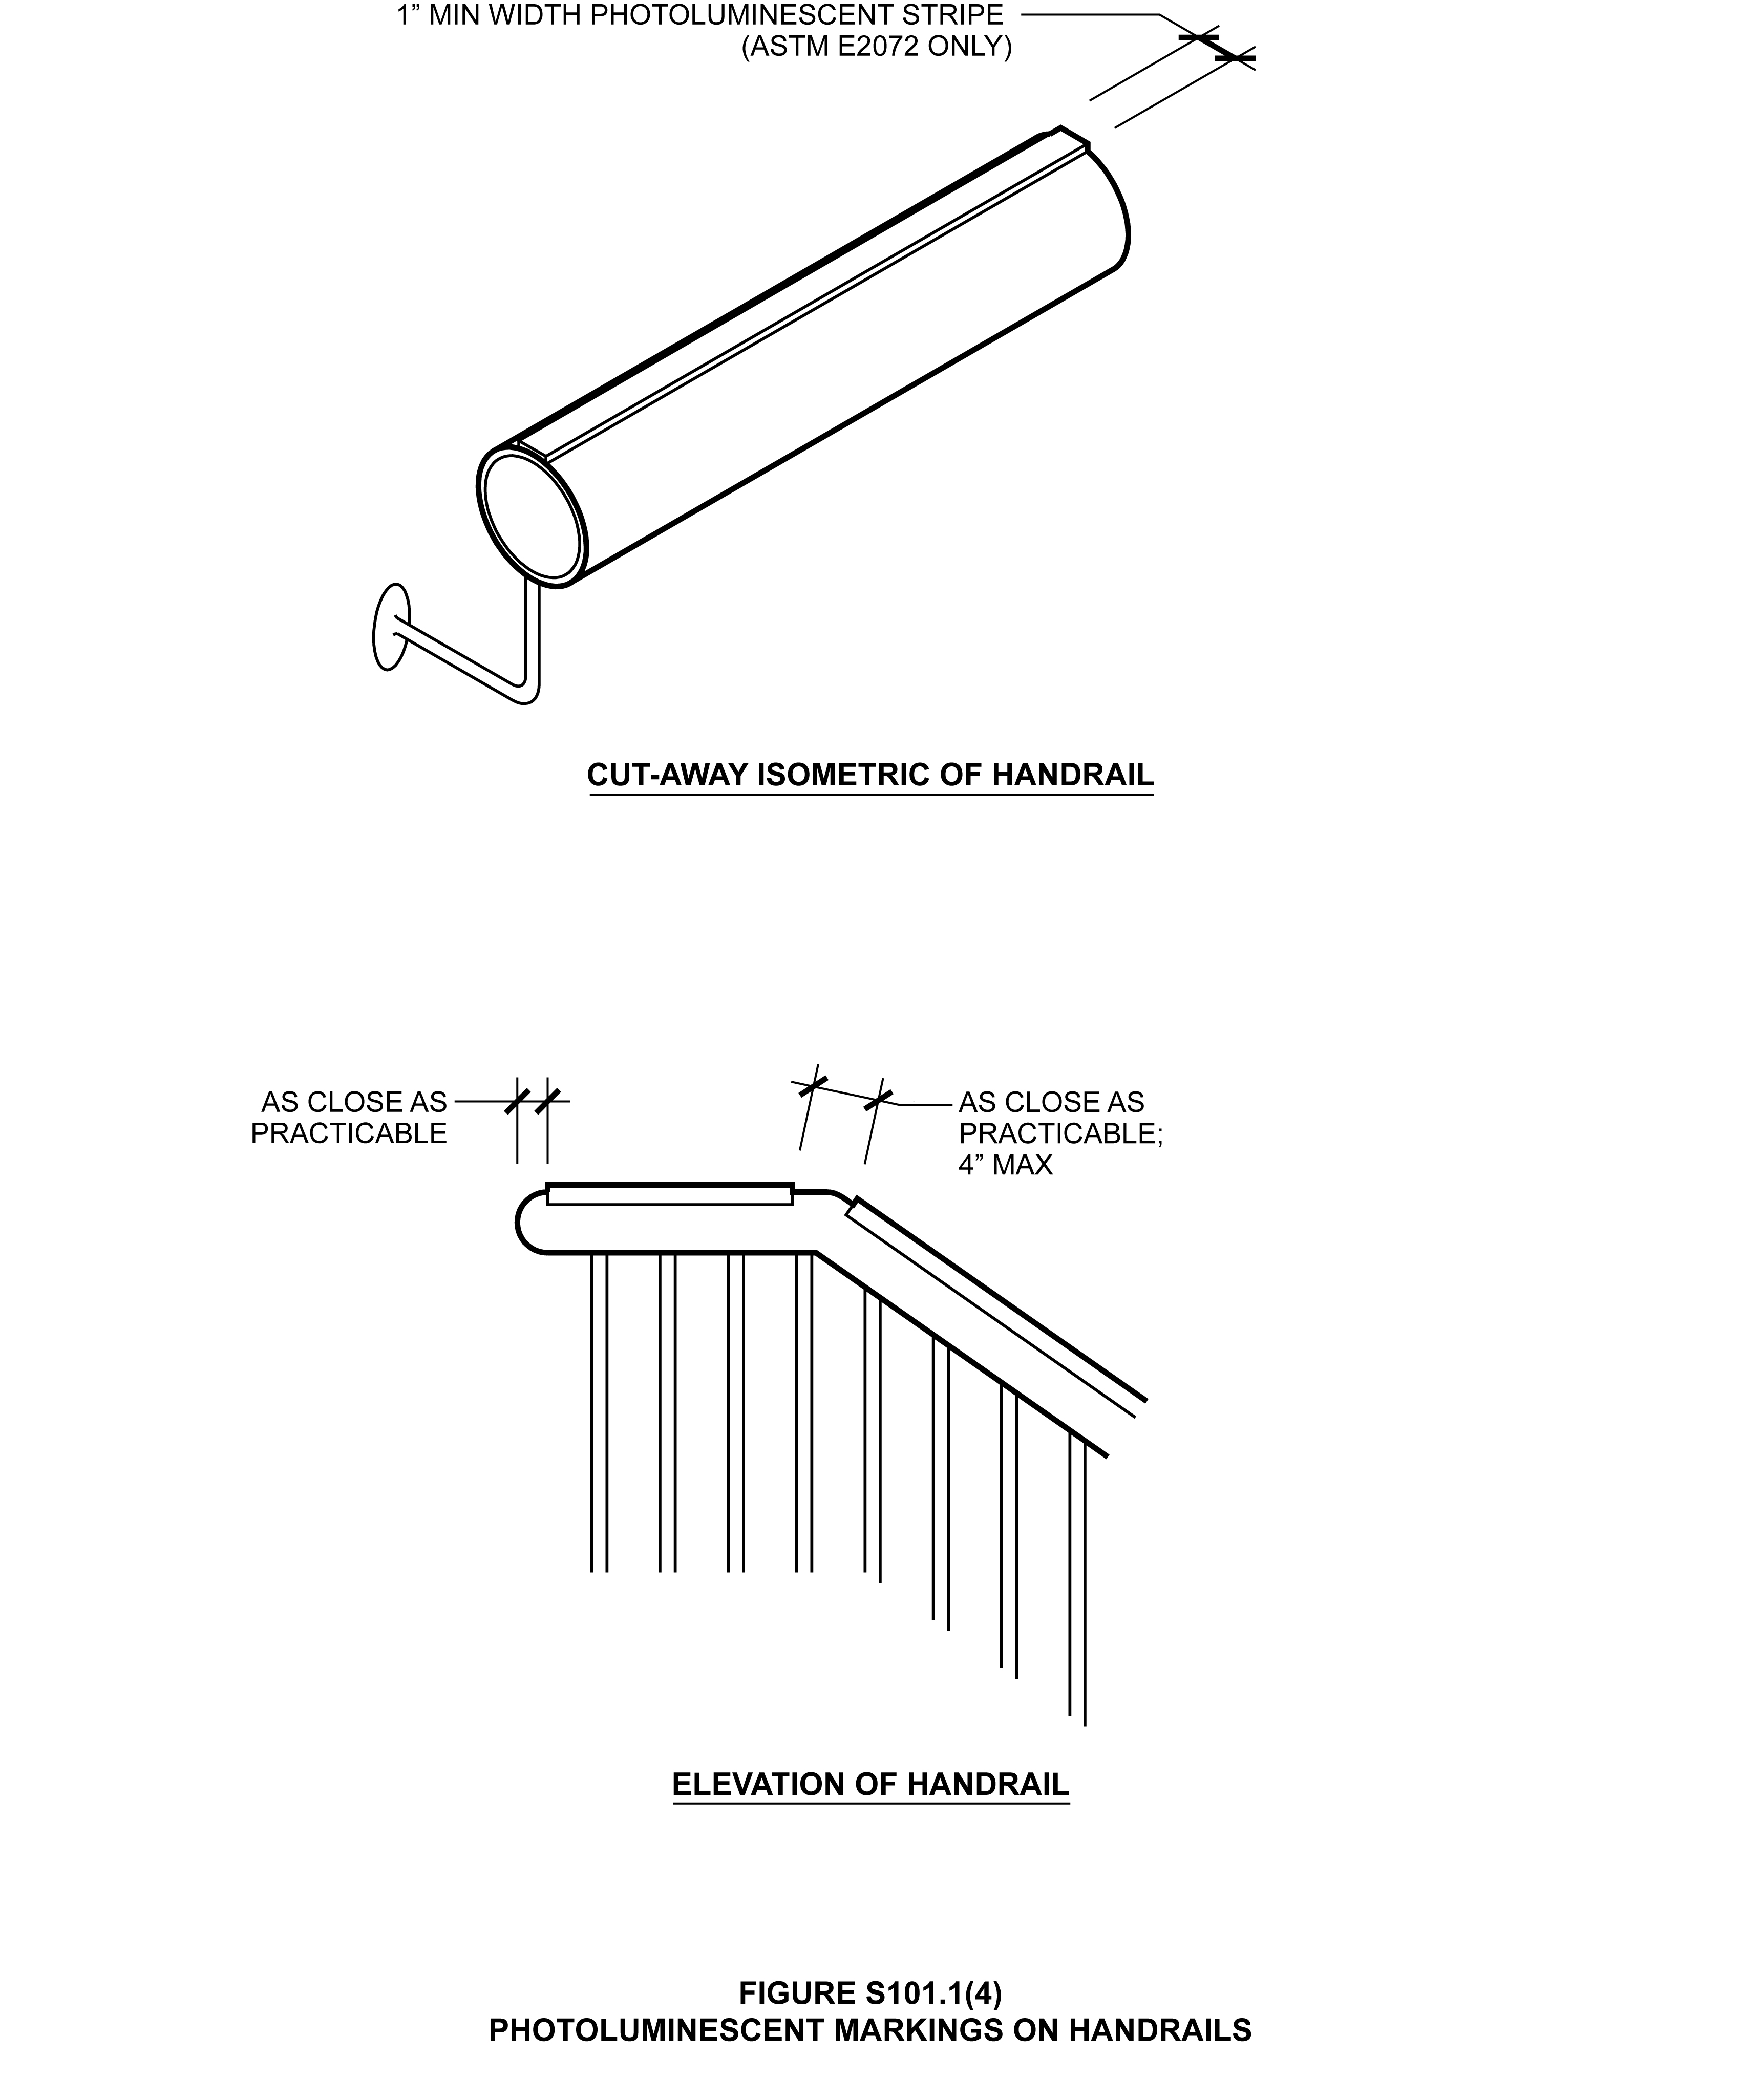 1” MIN WIDTH PHOTOLUMINESCENT STRIPE
(ASTM E2072 ONLY)
CUT-AWAY ISOMETRIC OF HANDRAIL
AS CLOSE AS
PRACTICABLE
AS CLOSE AS
PRACTICABLE;
4” MAX
ELEVATION OF HANDRAIL
FIGURE S101.1(4)
PHOTOLUMINESCENT MARKINGS ON HANDRAILS